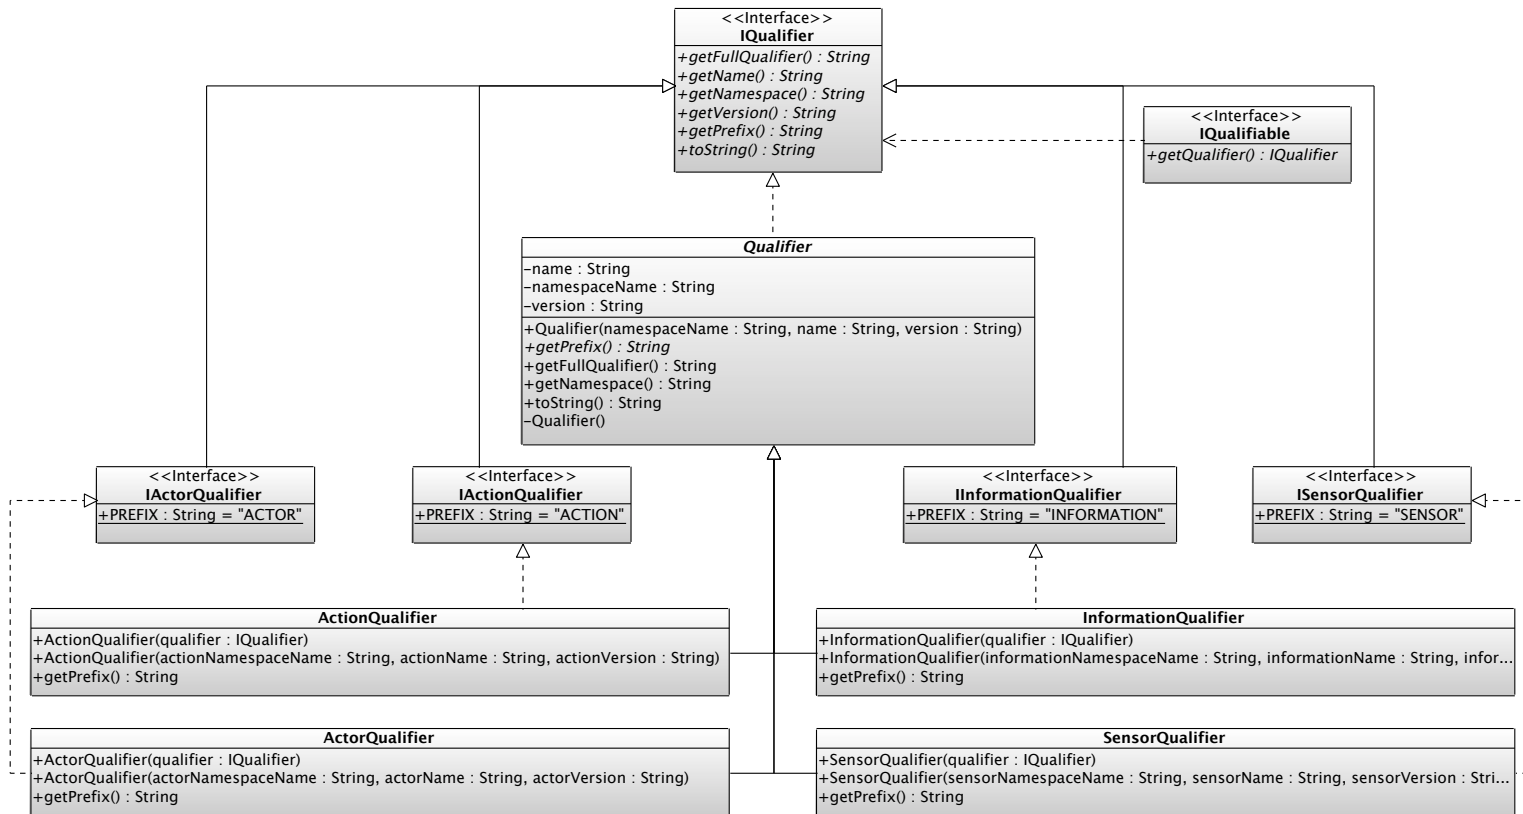 <<Interface>>
IQualifier
+getFullQualifier() : String
+getName() : String
+getNamespace() : String
+getVersion() : String
+getPrefix() : String
+toString() : String
<<Interface>>
IQualifiable
+getQualifier() : IQualifier
Qualifier
-name : String
-namespaceName : String
-version : String
+Qualifier(namespaceName : String, name : String, version : String)
+getPrefix() : String
+getFullQualifier() : String
+getNamespace() : String
+toString() : String
-Qualifier()
<<Interface>>
IActorQualifier
+PREFIX : String = "ACTOR"
<<Interface>>
IActionQualifier
+PREFIX : String = "ACTION"
<<Interface>>
IInformationQualifier
+PREFIX : String = "INFORMATION"
<<Interface>>
ISensorQualifier
+PREFIX : String = "SENSOR"
ActionQualifier
+ActionQualifier(qualifier : IQualifier)
+ActionQualifier(actionNamespaceName : String, actionName : String, actionVersion : String)
+getPrefix() : String
InformationQualifier
+InformationQualifier(qualifier : IQualifier)
+InformationQualifier(informationNamespaceName : String, informationName : String, infor...
+getPrefix() : String
ActorQualifier
+ActorQualifier(qualifier : IQualifier)
+ActorQualifier(actorNamespaceName : String, actorName : String, actorVersion : String)
+getPrefix() : String
SensorQualifier
+SensorQualifier(qualifier : IQualifier)
+SensorQualifier(sensorNamespaceName : String, sensorName : String, sensorVersion : Stri...
+getPrefix() : String